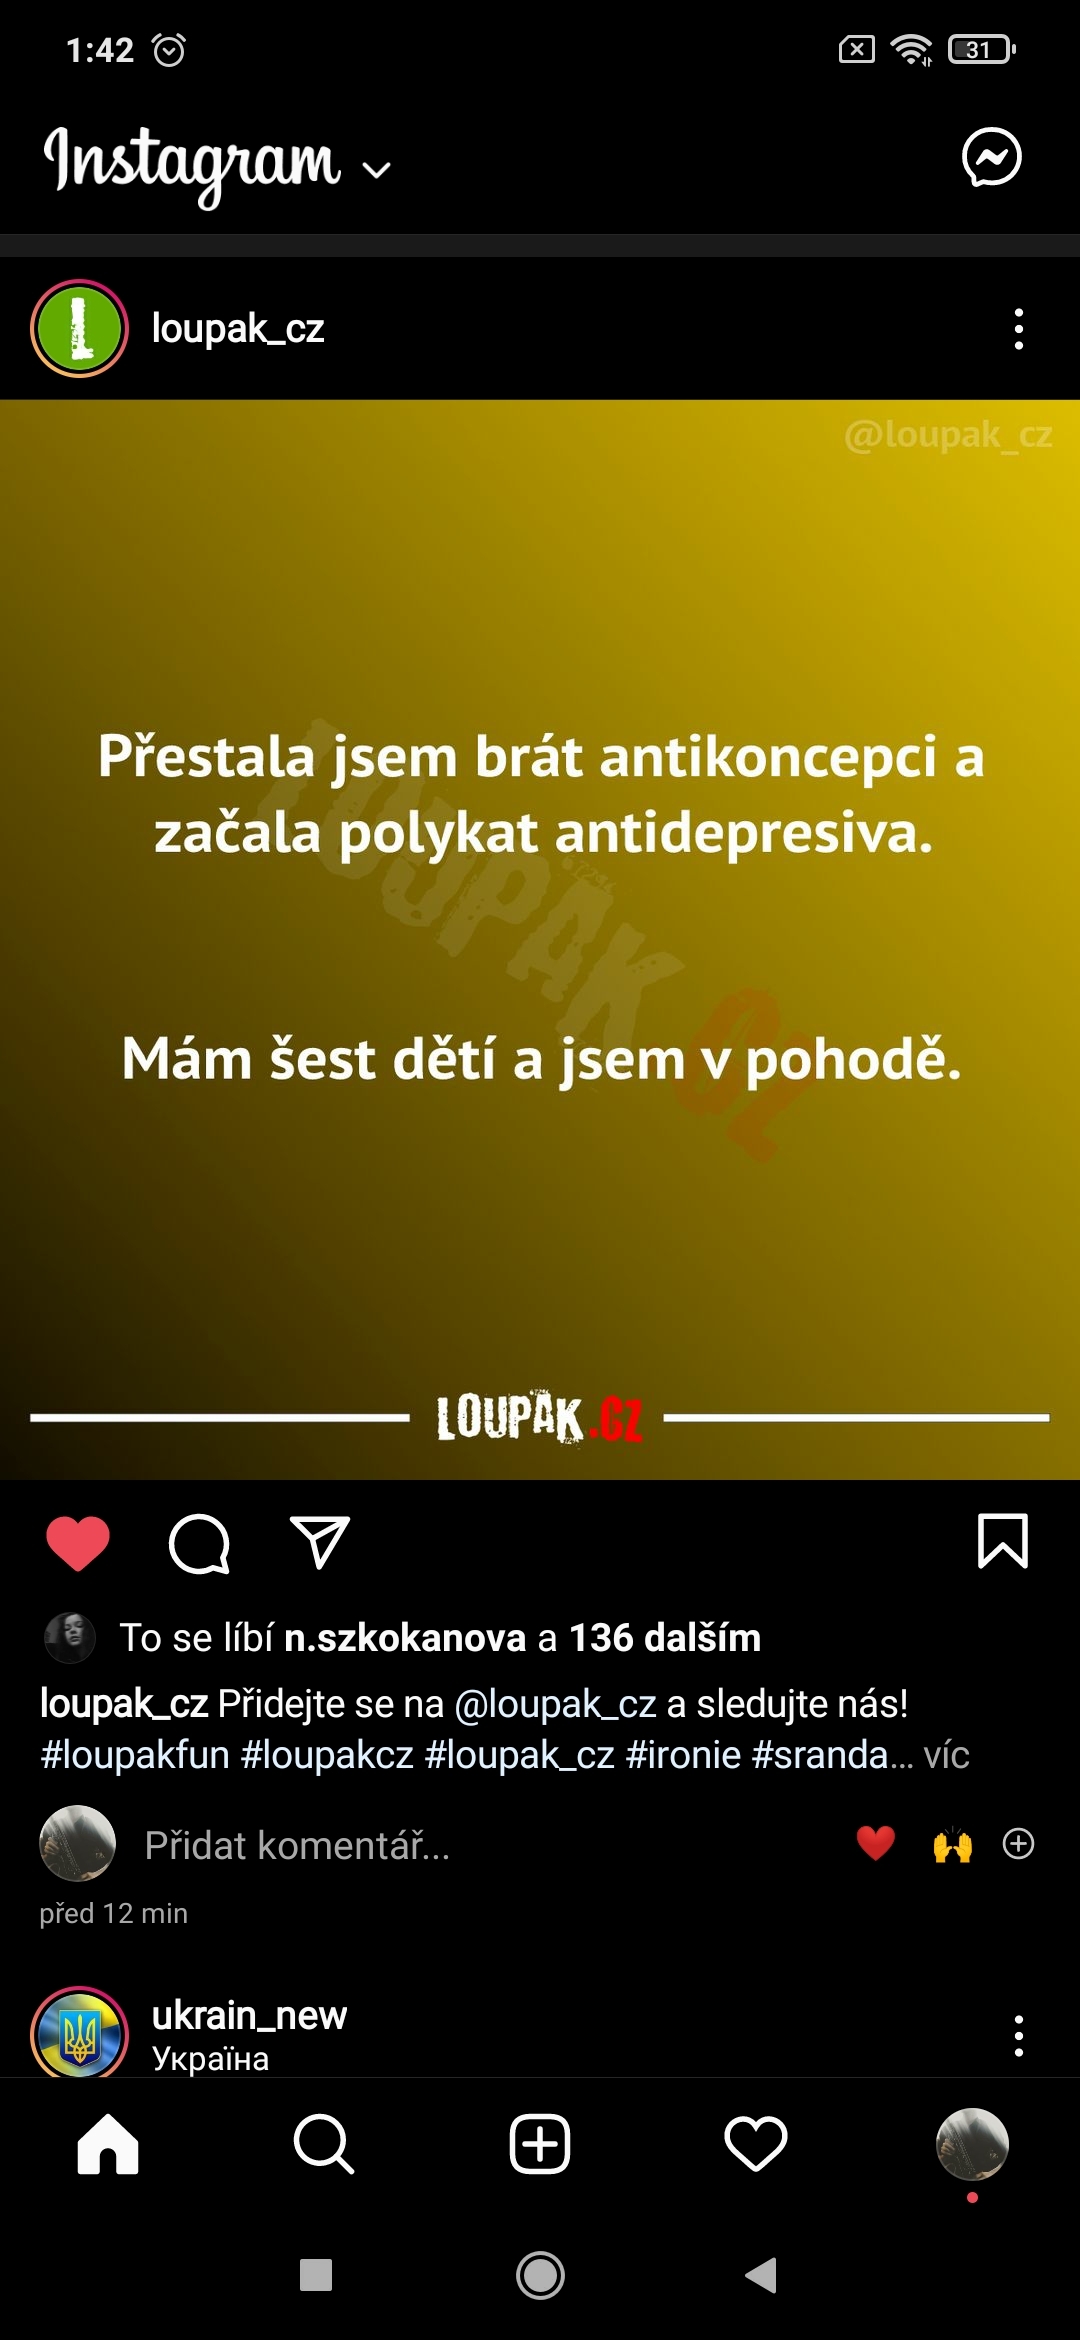 1:42
31
Instagram
loupak_cz
@loupak_cz
Přestala jsem brát antikoncepci a
začala polykat antidepresiva.
LOUPAK.CZ
Mám šest dětí a jsem v pohodě.
LOUPAK.CZ
To se líbí n.szkokanova a 136 dalším
loupak_cz Přidejte se na @loupak_cz a sledujte nás!
#loupakfun #loupakcz #loupak_cz #ironie #sranda... víc
Přidat komentář...
před 12 min
ukrain_new
Україна